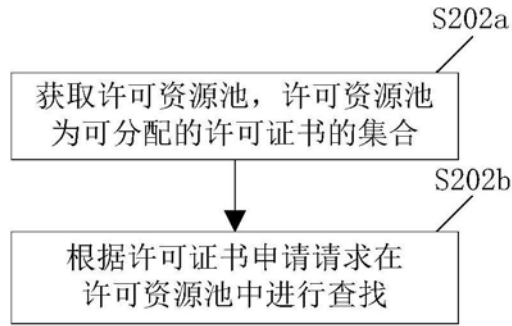 S202a
获取许可资源池，许可资源池
为可分配的许可证书的集合
S202b
根据许可证书申请请求在
许可资源池中进行查找